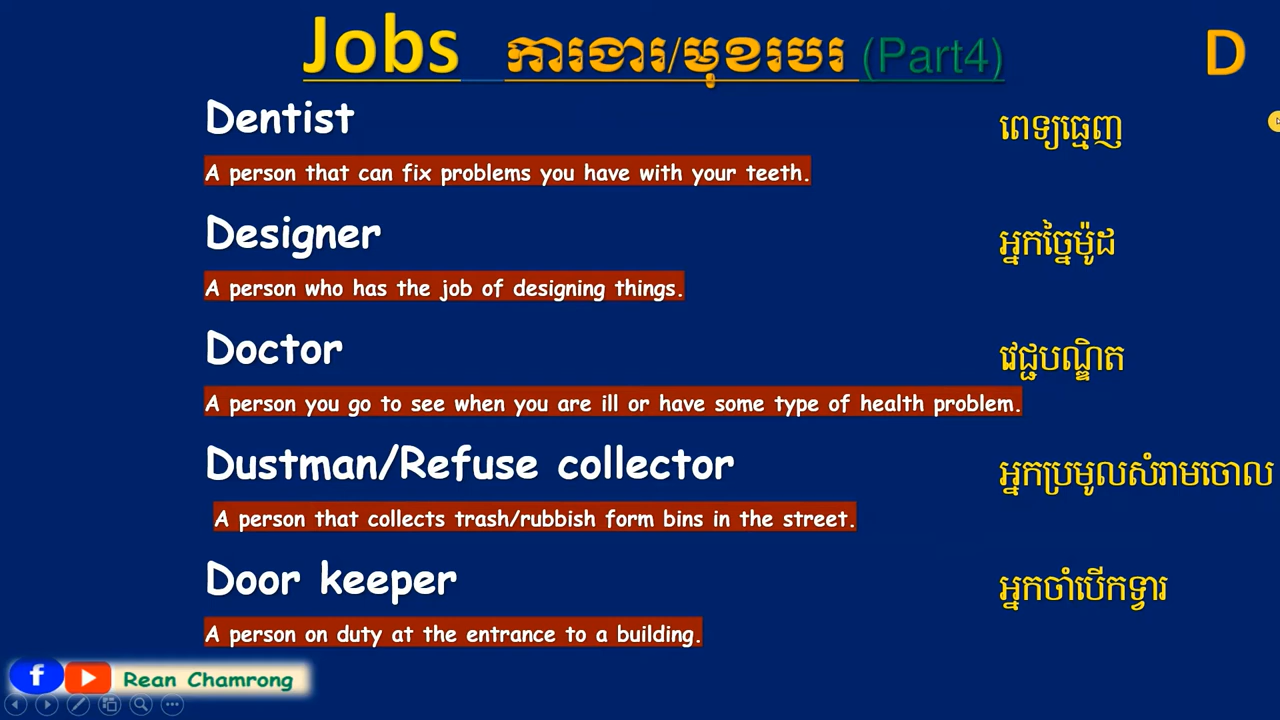 Jobs ការងារ/មុខរបរ (Part4) D
Dentist ពេទ្យធ្មេញ
A person that can fix problems you have with your teeth.
Designer អ្នកច្នៃម៉ូដ
A person who has the job of designing things.
Doctor វេជ្ជបណ្ឌិត
A person you go to see when you are ill or have some type of health problem.
Dustman/Refuse collector អ្នកប្រមូលសំរាមចោល
A person that collects trash/rubbish form bins in the street.
Door keeper អ្នកចាំបើកទ្វារ
A person on duty at the entrance to a building.
Rean Chamrong